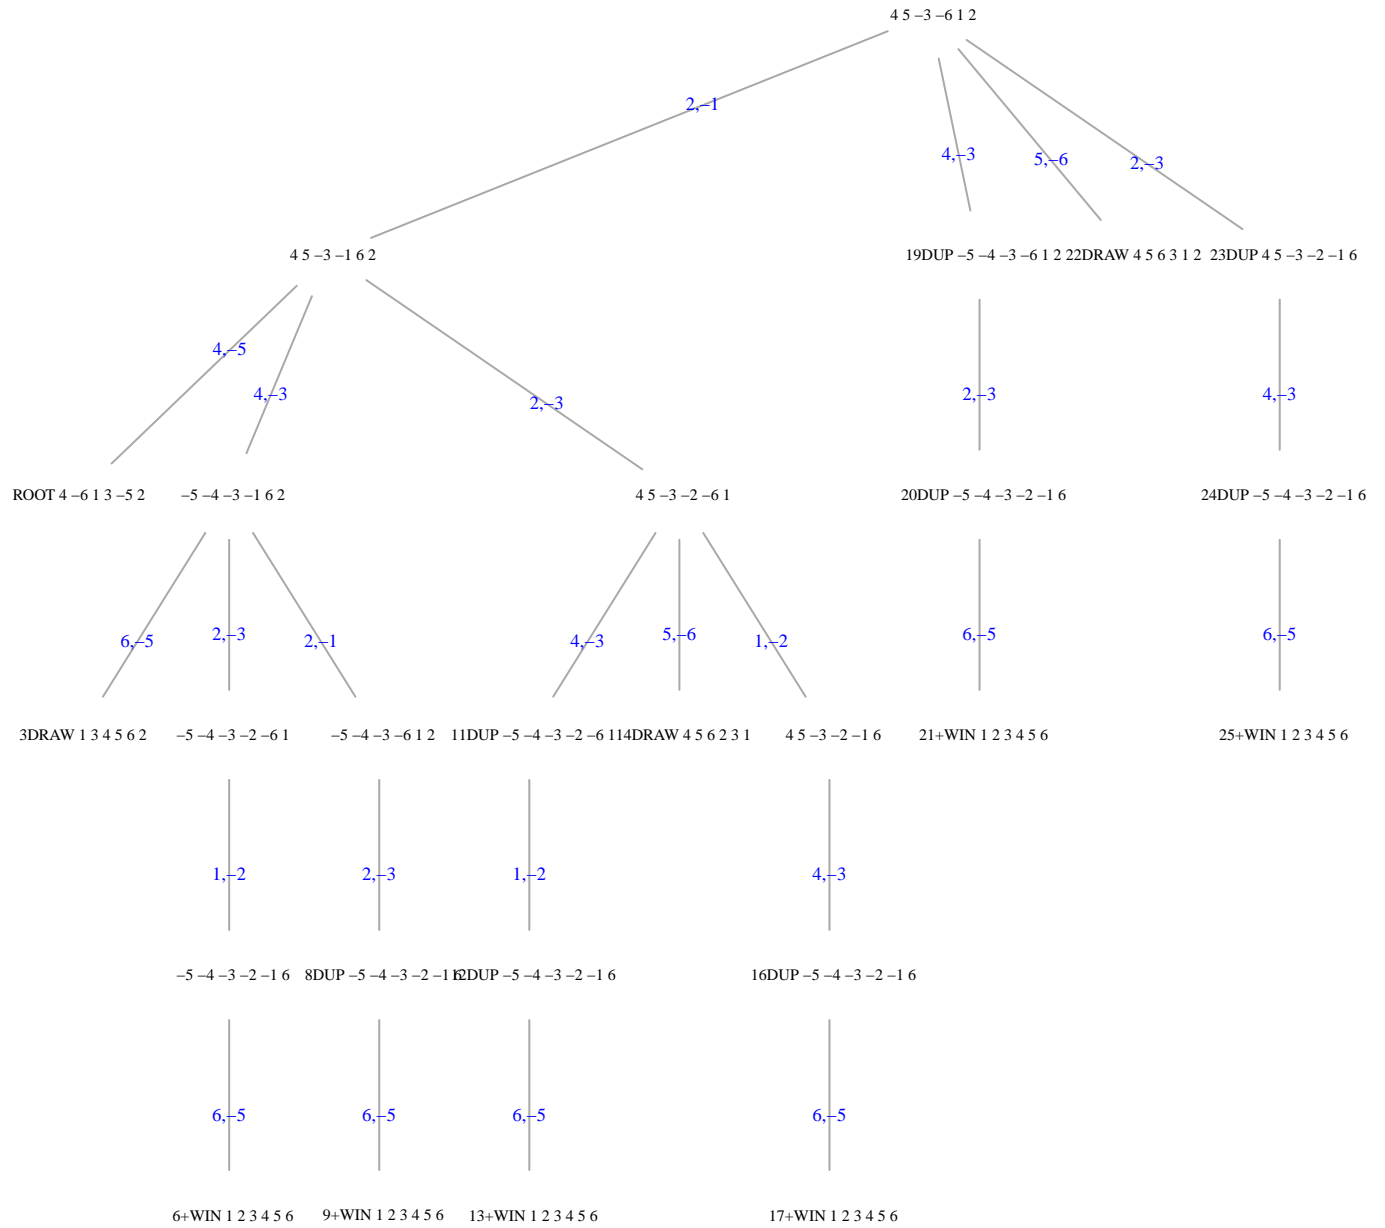 4 5 −3 −6 1 2
2,−1
4,−3
5,−6
2,−3
4 5 −3 −1 6 2
19DUP −5 −4 −3 −6 1 2
22DRAW 4 5 6 3 1 2
23DUP 4 5 −3 −2 −1 6
4,−5
4,−3
2,−3
2,−3
4,−3
ROOT 4 −6 1 3 −5 2
−5 −4 −3 −1 6 2
4 5 −3 −2 −6 1
20DUP −5 −4 −3 −2 −1 6
24DUP −5 −4 −3 −2 −1 6
6,−5
2,−3
2,−1
4,−3
5,−6
1,−2
6,−5
6,−5
3DRAW 1 3 4 5 6 2
−5 −4 −3 −2 −6 1
−5 −4 −3 −6 1 2
11DUP −5 −4 −3 −2 −6 1
14DRAW 4 5 6 2 3 1
4 5 −3 −2 −1 6
21+WIN 1 2 3 4 5 6
25+WIN 1 2 3 4 5 6
1,−2
2,−3
1,−2
4,−3
−5 −4 −3 −2 −1 6
8DUP −5 −4 −3 −2 −1 6
12DUP −5 −4 −3 −2 −1 6
16DUP −5 −4 −3 −2 −1 6
6,−5
6,−5
6,−5
6,−5
6+WIN 1 2 3 4 5 6
9+WIN 1 2 3 4 5 6
13+WIN 1 2 3 4 5 6
17+WIN 1 2 3 4 5 6